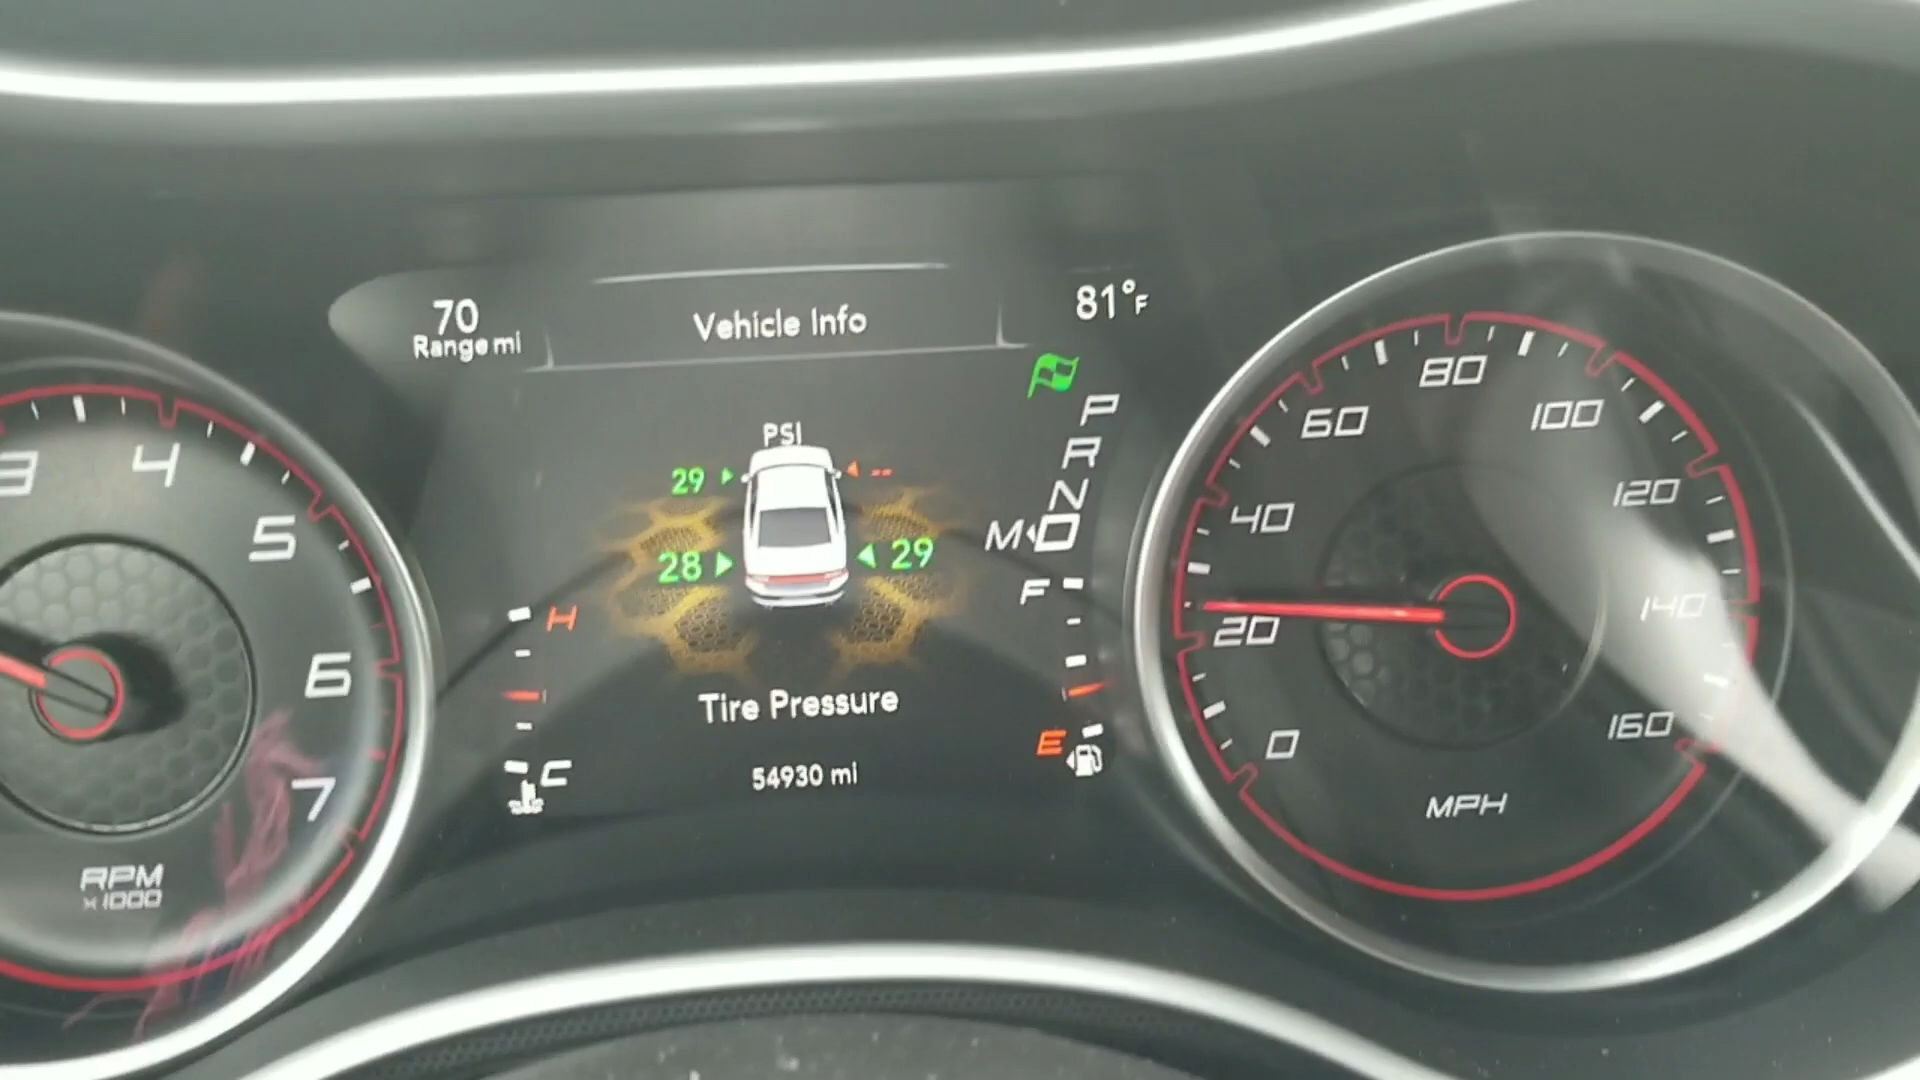 70
Range mi
Vehicle Info
81°F
PSI
29
--
28
29
Tire Pressure
54930 mi
H
C
P
R
N
M D
F
E
3
4
5
6
7
RPM
x1000
0
20
40
60
80
100
120
140
160
MPH